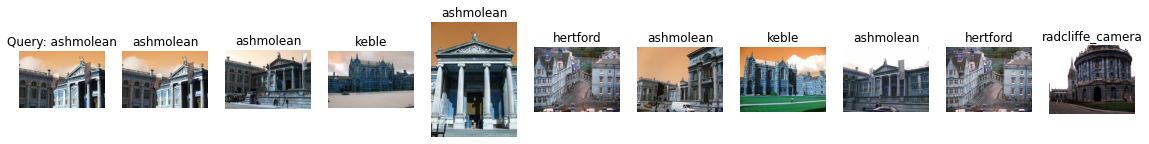 Query: ashmolean
ashmolean
ashmolean
keble
ashmolean
hertford
ashmolean
keble
ashmolean
hertford
radcliffe_camera